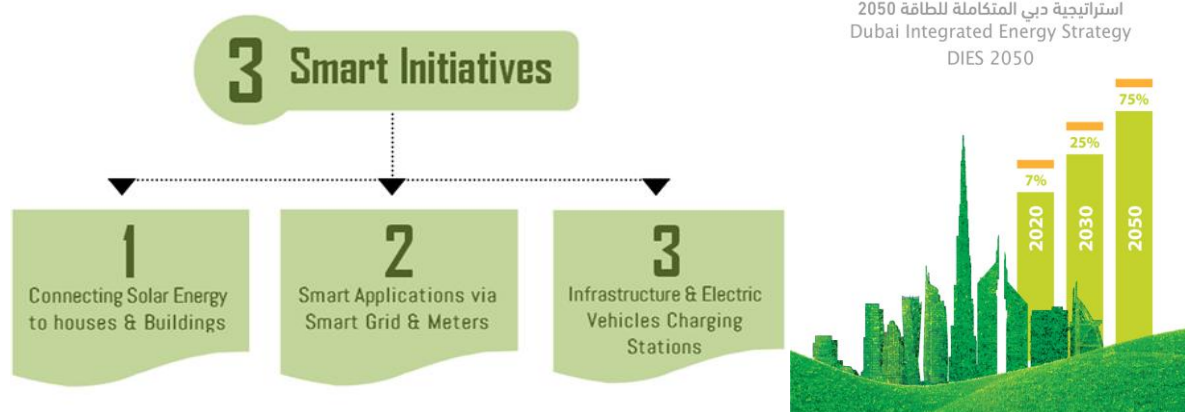 3 Smart Initiatives
1
Connecting Solar Energy
to houses & Buildings
2
Smart Applications via
Smart Grid & Meters
3
Infrastructure & Electric
Vehicles Charging
Stations
استراتيجية دبي المتكاملة للطاقة 2050
Dubai Integrated Energy Strategy
DIES 2050
7%
2020
25%
2030
75%
2050